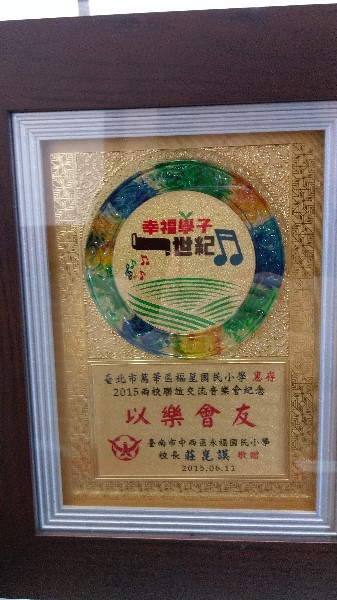 幸福學子
世紀
臺北市萬華區福星國民小學 惠存
2015兩校聯誼交流音樂會紀念
以樂會友
臺南市中西區永福國民小學
校長 莊崑謨 敬贈
2015.06.11